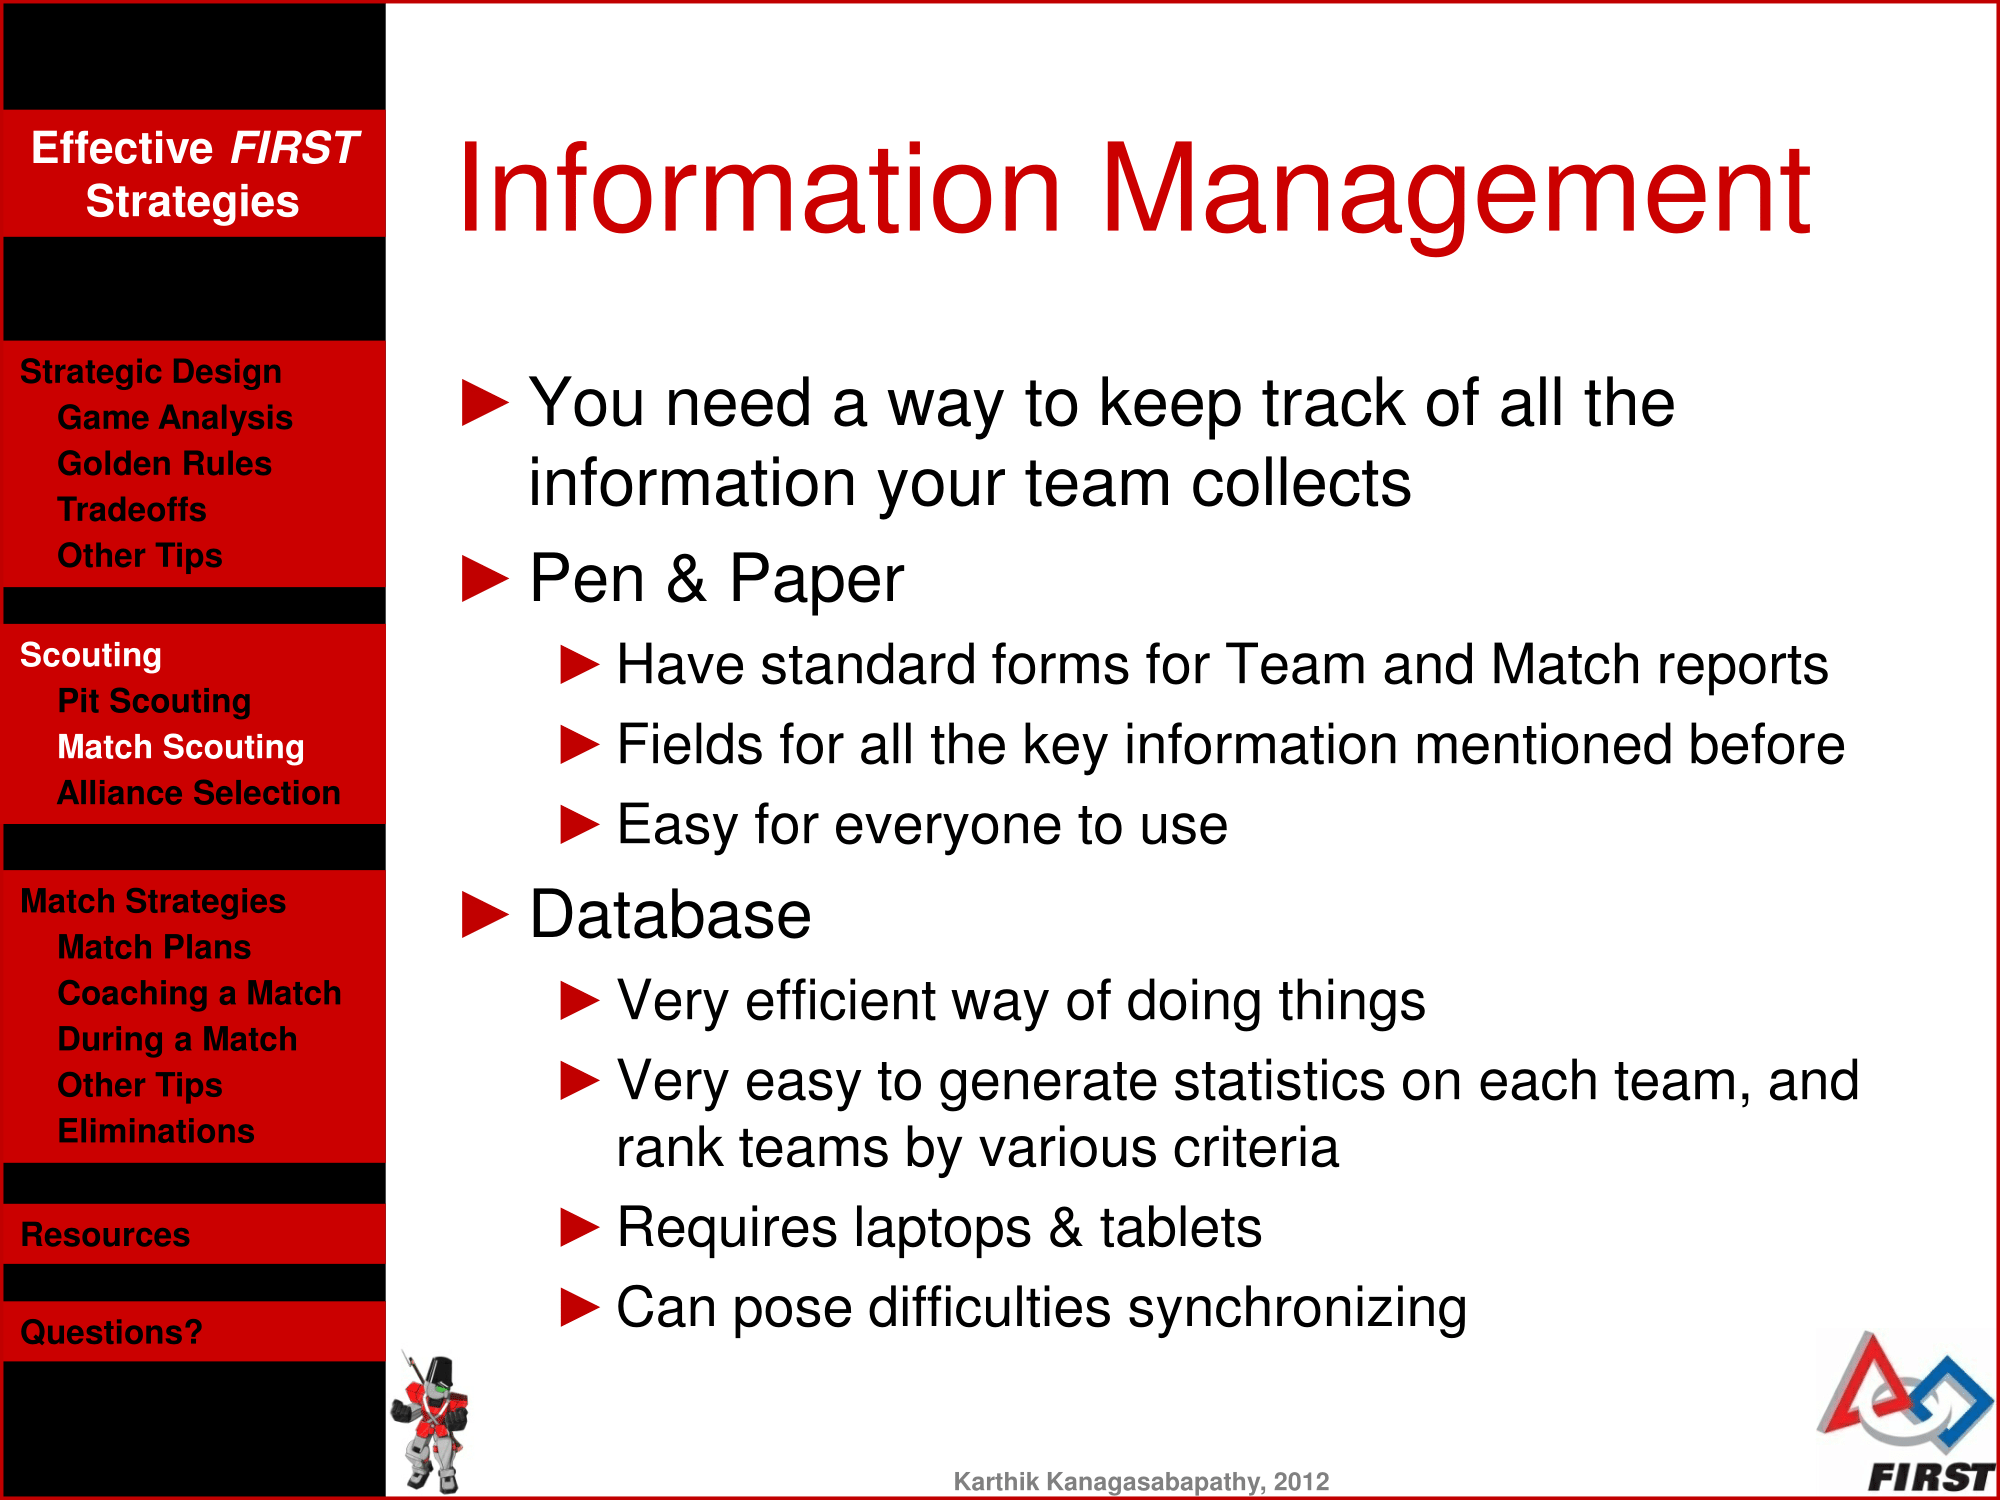 Effective FIRST
Strategies
Strategic Design
Game Analysis
Golden Rules
Tradeoffs
Other Tips
Scouting
Pit Scouting
Match Scouting
Alliance Selection
Match Strategies
Match Plans
Coaching a Match
During a Match
Other Tips
Eliminations
Resources
Questions?
Information Management
You need a way to keep track of all the
information your team collects
Pen & Paper
Have standard forms for Team and Match reports
Fields for all the key information mentioned before
Easy for everyone to use
Database
Very efficient way of doing things
Very easy to generate statistics on each team, and
rank teams by various criteria
Requires laptops & tablets
Can pose difficulties synchronizing
Karthik Kanagasabapathy, 2012
FIRST